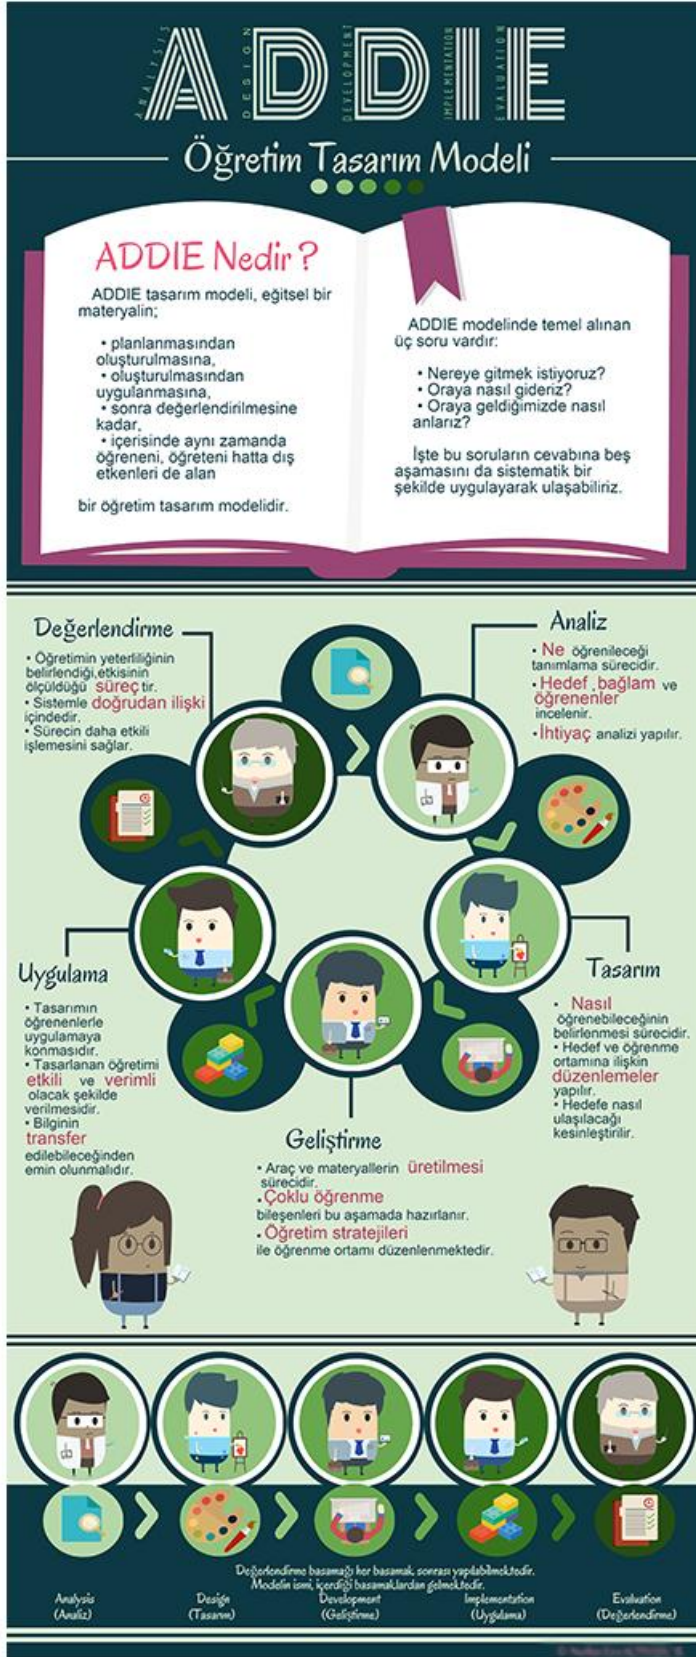 ANALYSIS
DESIGN
DEVELOPMENT
IMPLEMENTATION
EVALUATION
ADDIE
Öğretim Tasarım Modeli
ADDIE Nedir ?
ADDIE tasarım modeli, eğitsel bir
materyalin;
• planlanmasından
oluşturulmasına,
• oluşturulmasından
uygulanmasına,
• sonra değerlendirilmesine
kadar,
• içerisinde aynı zamanda
öğreneni, öğreteni hatta dış
etkenleri de alan
bir öğretim tasarım modelidir.
ADDIE modelinde temel alınan
üç soru vardır:
• Nereye gitmek istiyoruz?
• Oraya nasıl gideriz?
• Oraya geldiğimizde nasıl
anlarız?
İşte bu soruların cevabına beş
aşamasını da sistematik bir
şekilde uygulayarak ulaşabiliriz.
Değerlendirme
• Öğretimin yeterliliğinin
belirlendiği,etkisinin
ölçüldüğü süreç tir.
• Sistemle doğrudan ilişki
içindedir.
• Sürecin daha etkili
işlemesini sağlar.
Analiz
• Ne öğrenileceği
tanımlama sürecidir.
• Hedef ,bağlam ve
öğrenenler
incelenir.
• İhtiyaç analizi yapılır.
Uygulama
• Tasarımın
öğrenenlerle
uygulamaya
konmasıdır.
• Tasarlanan öğretimi
etkili ve verimli
olacak şekilde
verilmesidir.
• Bilginin
transfer
edilebileceğinden
emin olunmalıdır.
Tasarım
• Nasıl
öğrenebileceğinin
belirlenmesi sürecidir.
• Hedef ve öğrenme
ortamına ilişkin
düzenlemeler
yapılır.
• Hedefe nasıl
ulaşılacağı
kesinleştirilir.
Geliştirme
• Araç ve materyallerin üretilmesi
sürecidir.
• Çoklu öğrenme
bileşenleri bu aşamada hazırlanır.
• Öğretim stratejileri
ile öğrenme ortamı düzenlenmektedir.
Değerlendirme basamağı her basamak sonrası yapılabilmektedir.
Modelin ismi, içerdiği basamaklardan gelmektedir.
Analysis
(Analiz)
Design
(Tasarım)
Development
(Geliştirme)
Implementation
(Uygulama)
Evaluation
(Değerlendirme)